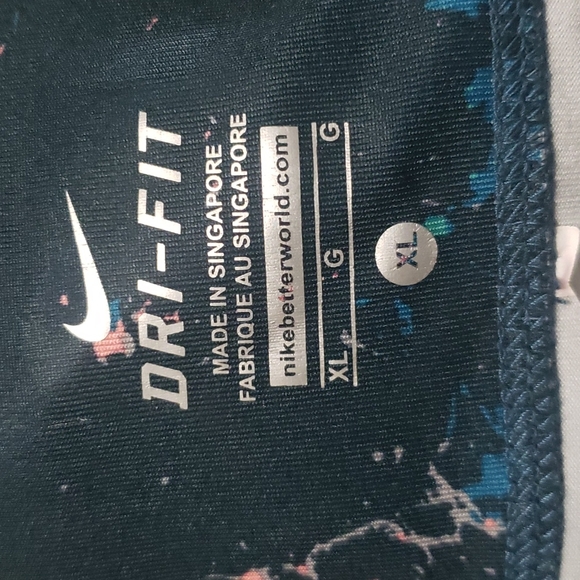 DRI-FIT
MADE IN SINGAPORE
FABRIQUE AU SINGAPORE
nikebetterworld.com
XL G G
XL